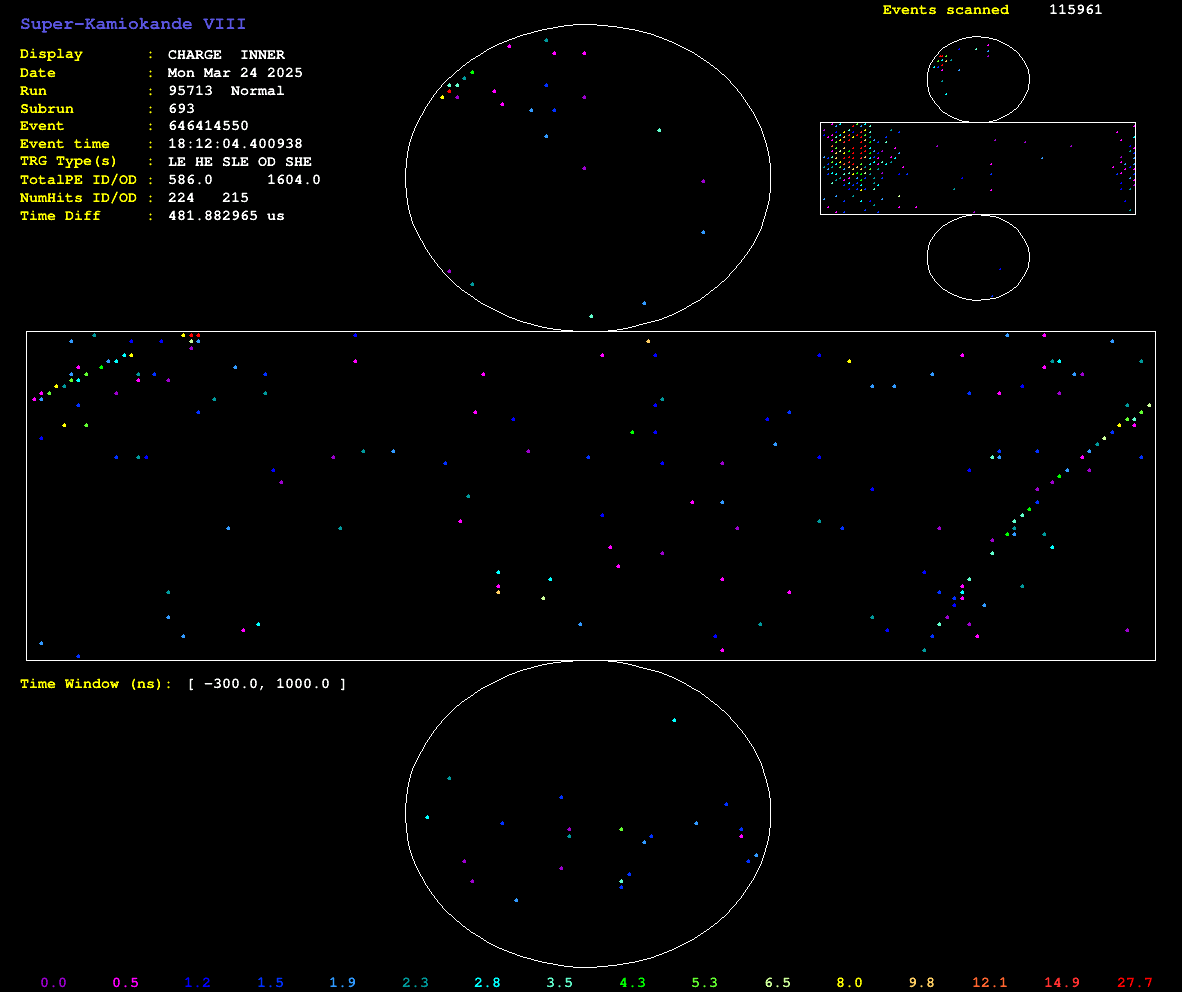 Super-Kamiokande VIII
Events scanned 115961
Display : CHARGE INNER
Date : Mon Mar 24 2025
Run : 95713 Normal
Subrun : 693
Event : 646414550
Event time : 18:12:04.400938
TRG Type(s) : LE HE SLE OD SHE
TotalPE ID/OD : 586.0 1604.0
NumHits ID/OD : 224 215
Time Diff : 481.882965 us
Time Window (ns): [ -300.0, 1000.0 ]
0.0 0.5 1.2 1.5 1.9 2.3 2.8 3.5 4.3 5.3 6.5 8.0 9.8 12.1 14.9 27.7